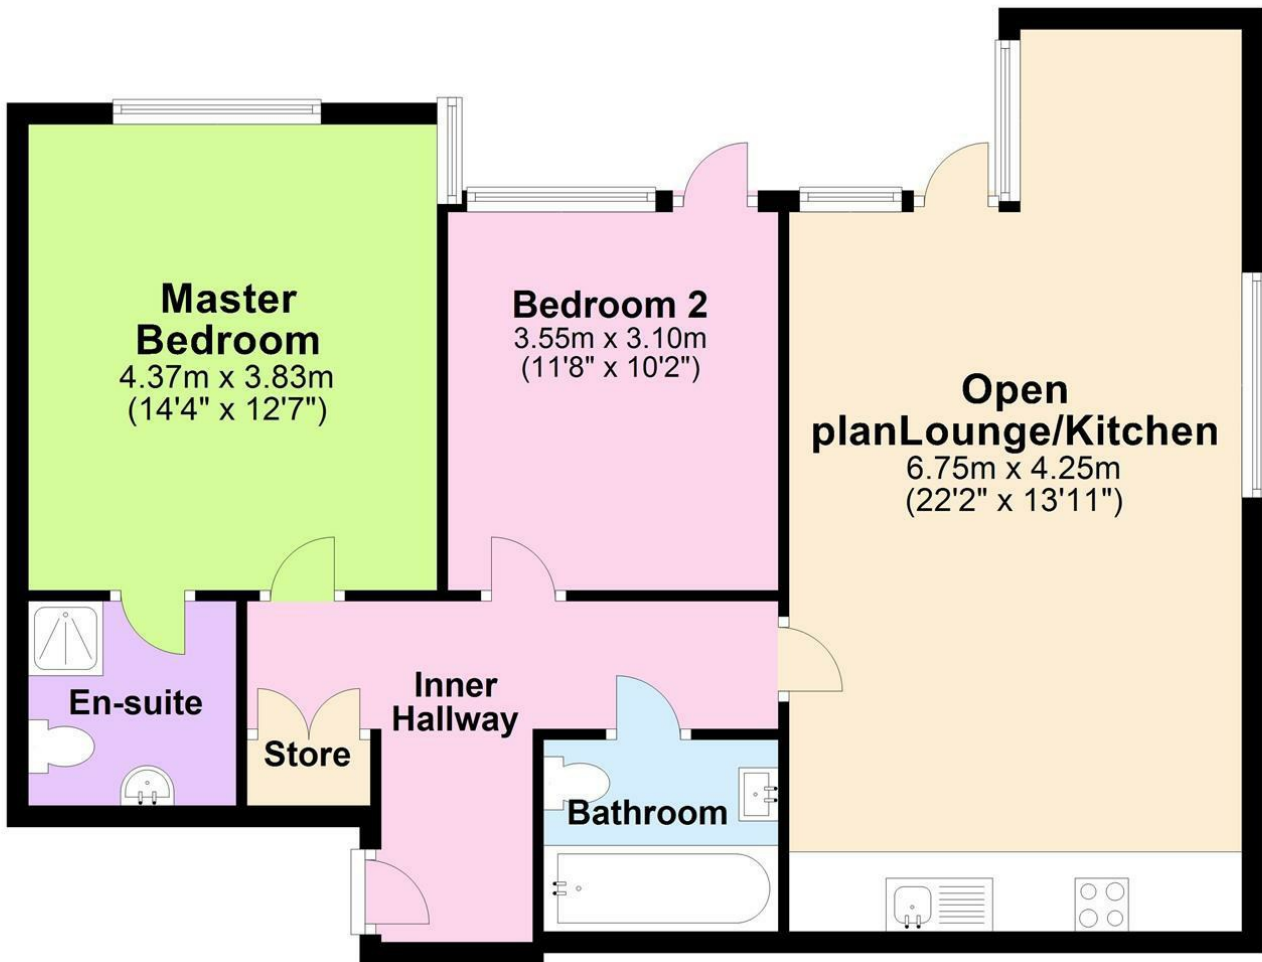 Master
Bedroom
4.37m x 3.83m
(14'4" x 12'7")
Bedroom 2
3.55m x 3.10m
(11'8" x 10'2")
Open
planLounge/Kitchen
6.75m x 4.25m
(22'2" x 13'11")
En-suite
Store
Inner
Hallway
Bathroom